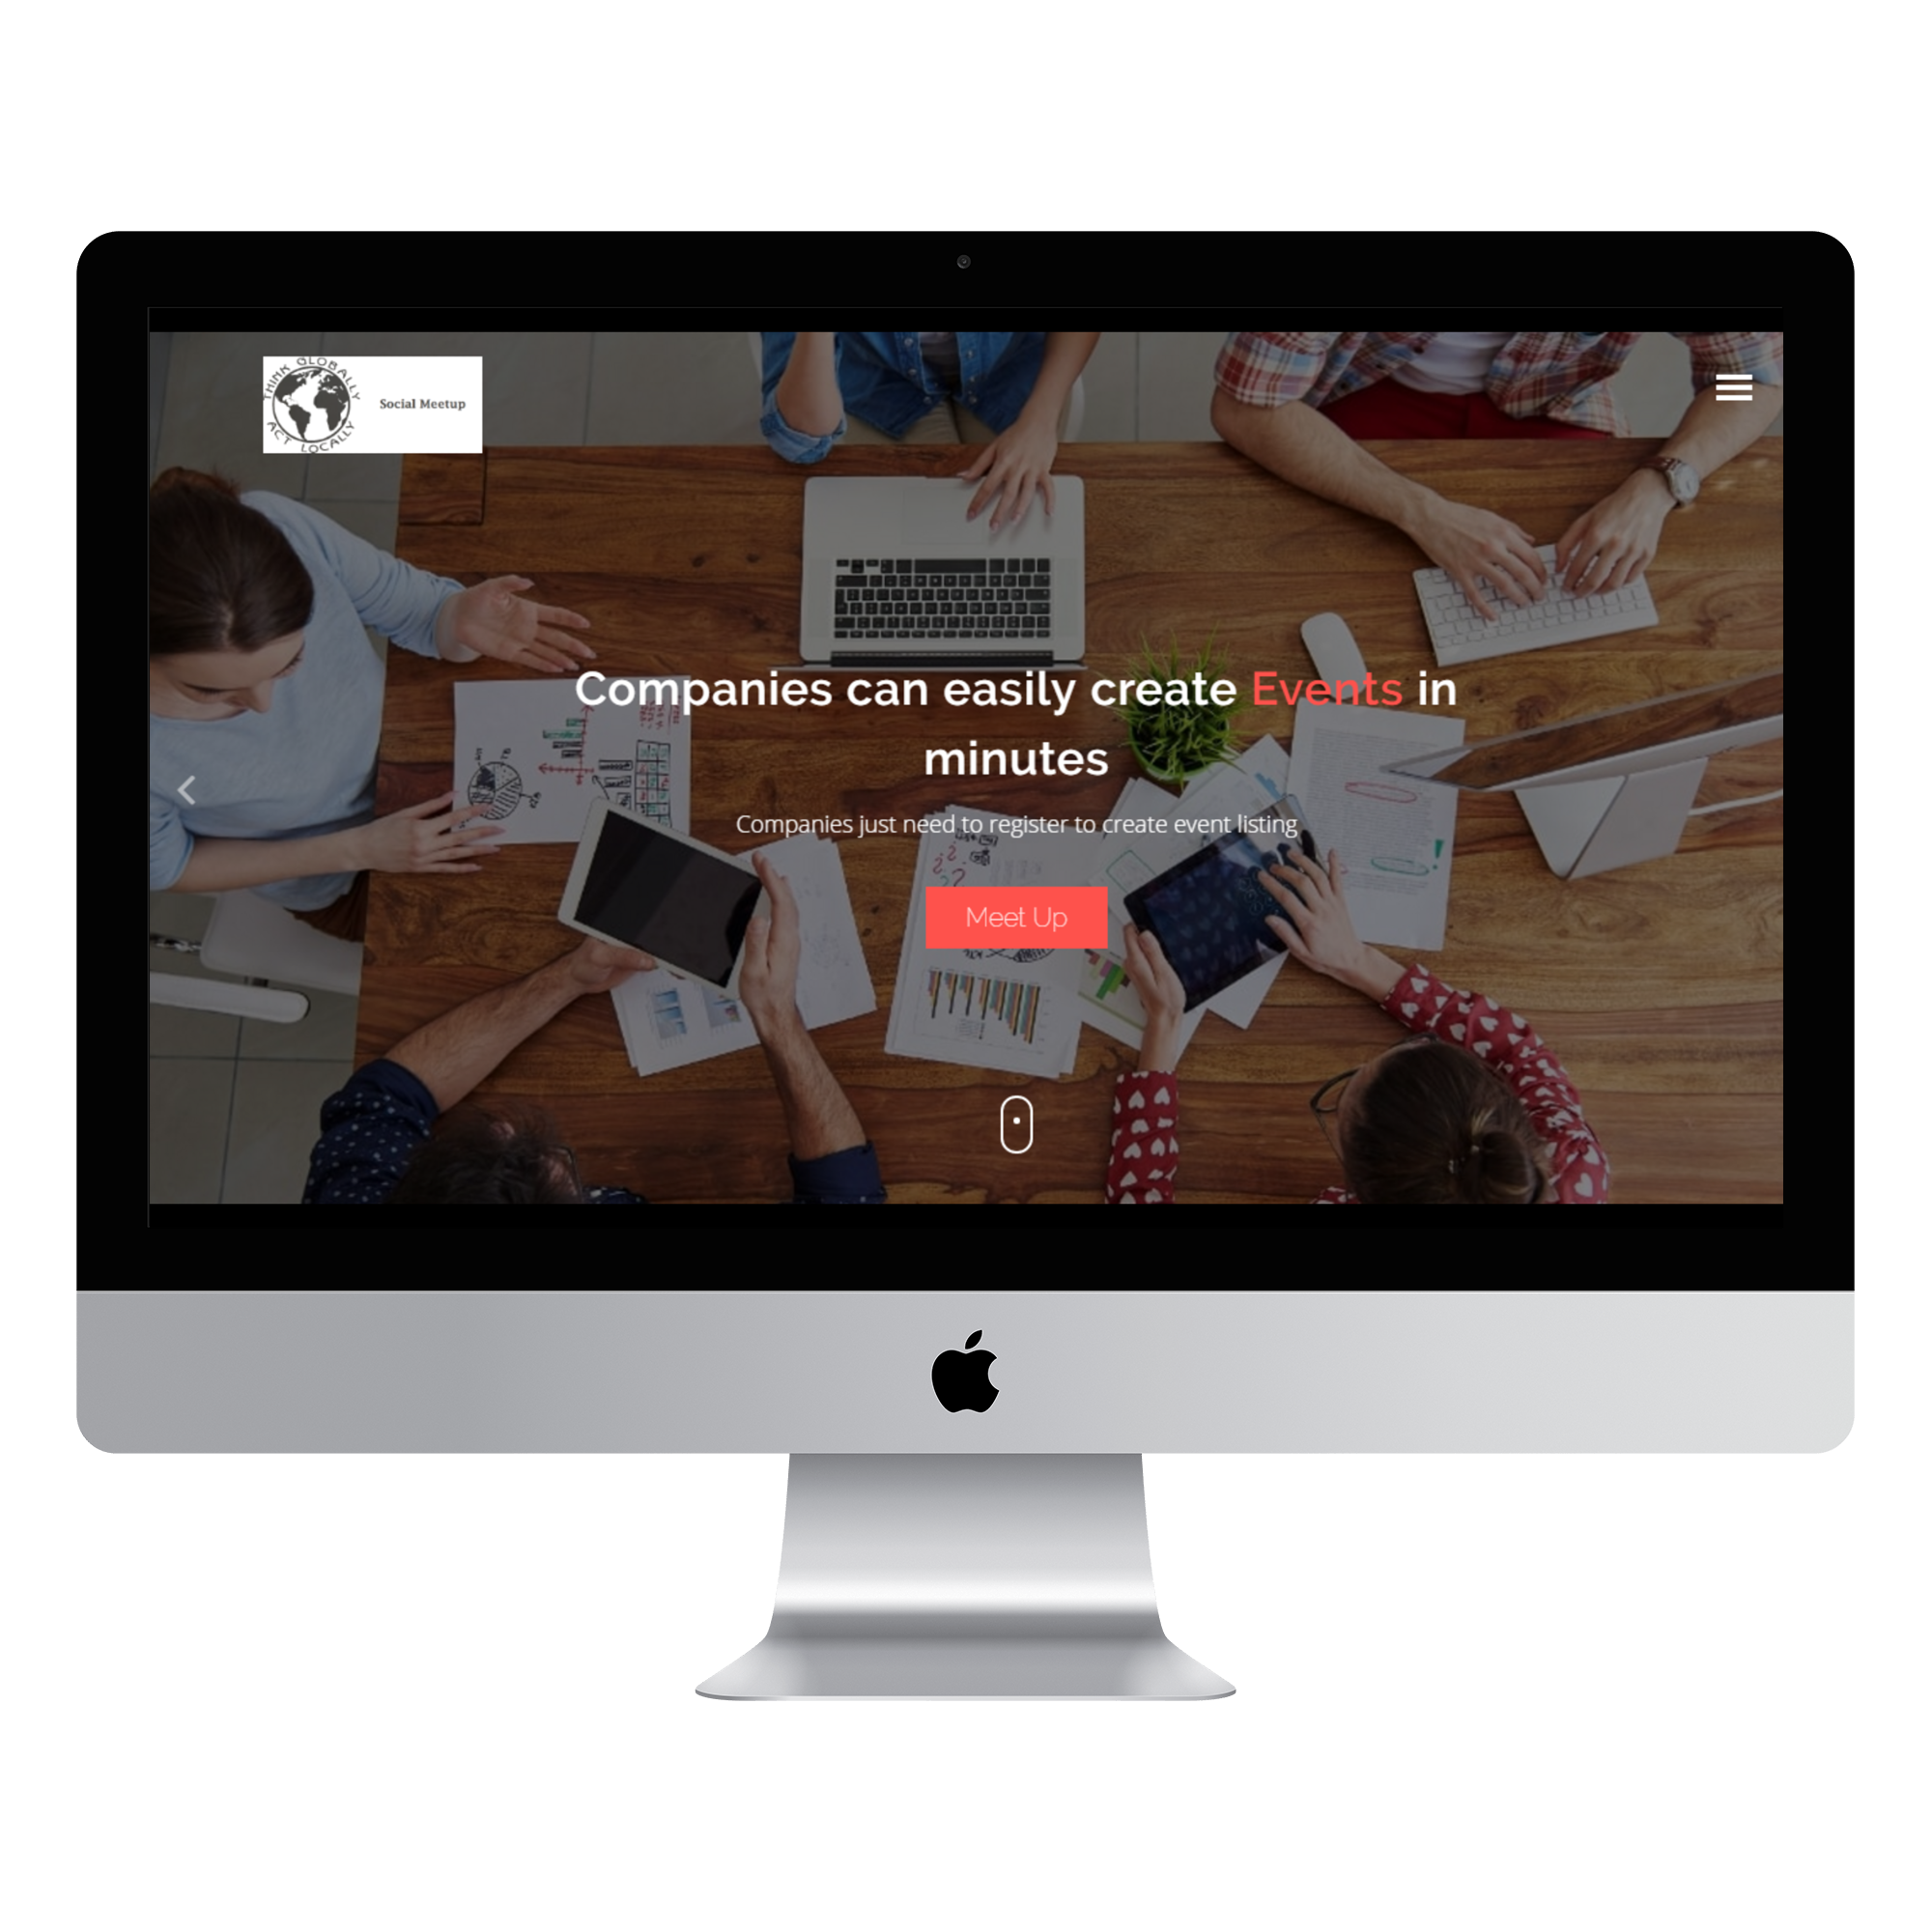 THINK GLOBALLY
ACT LOCALLY
Social Meetup
Companies can easily create Events in
minutes
Companies just need to register to create event listing
Meet Up